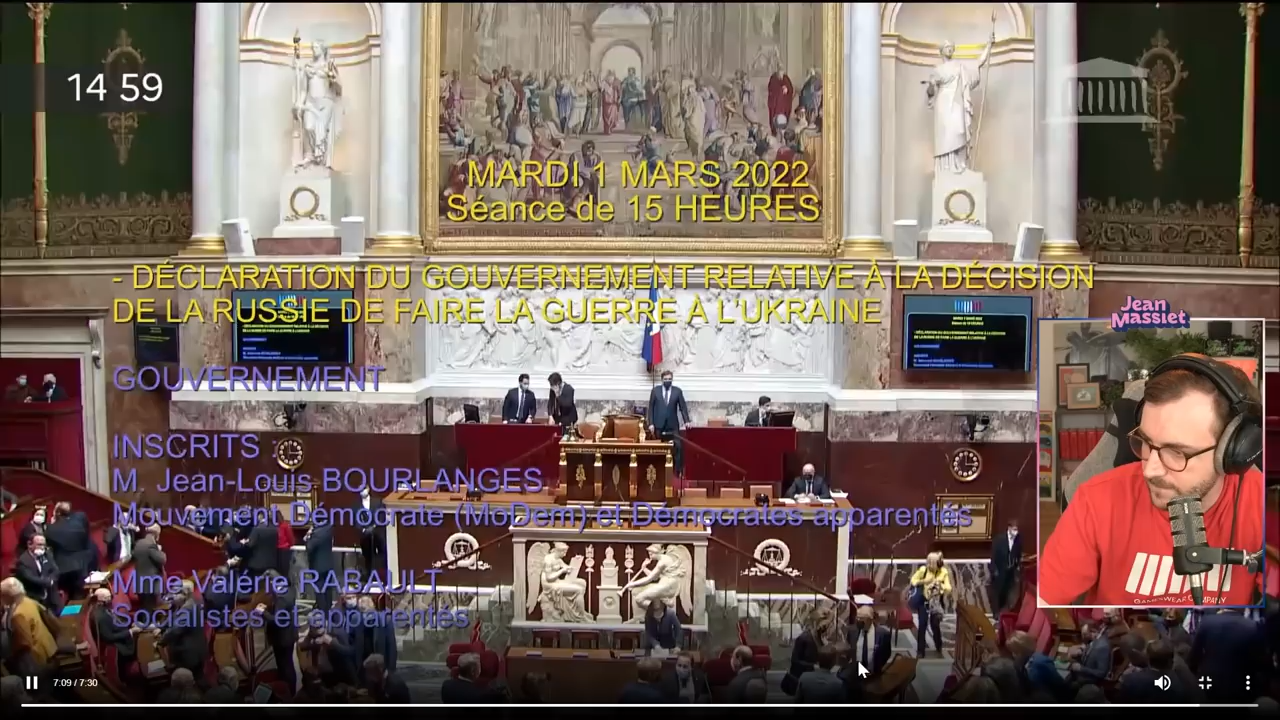 14 59
MARDI 1 MARS 2022
Séance de 15 HEURES
- DÉCLARATION DU GOUVERNEMENT RELATIVE À LA DÉCISION
DE LA RUSSIE DE FAIRE LA GUERRE À L'UKRAINE
GOUVERNEMENT
INSCRITS :
M. Jean-Louis BOURLANGES
Mouvement Démocrate (MoDem) et Démocrates apparentés
Mme Valérie RABAULT
Socialistes et apparentés
Jean
Massiet
7:09 / 7:30